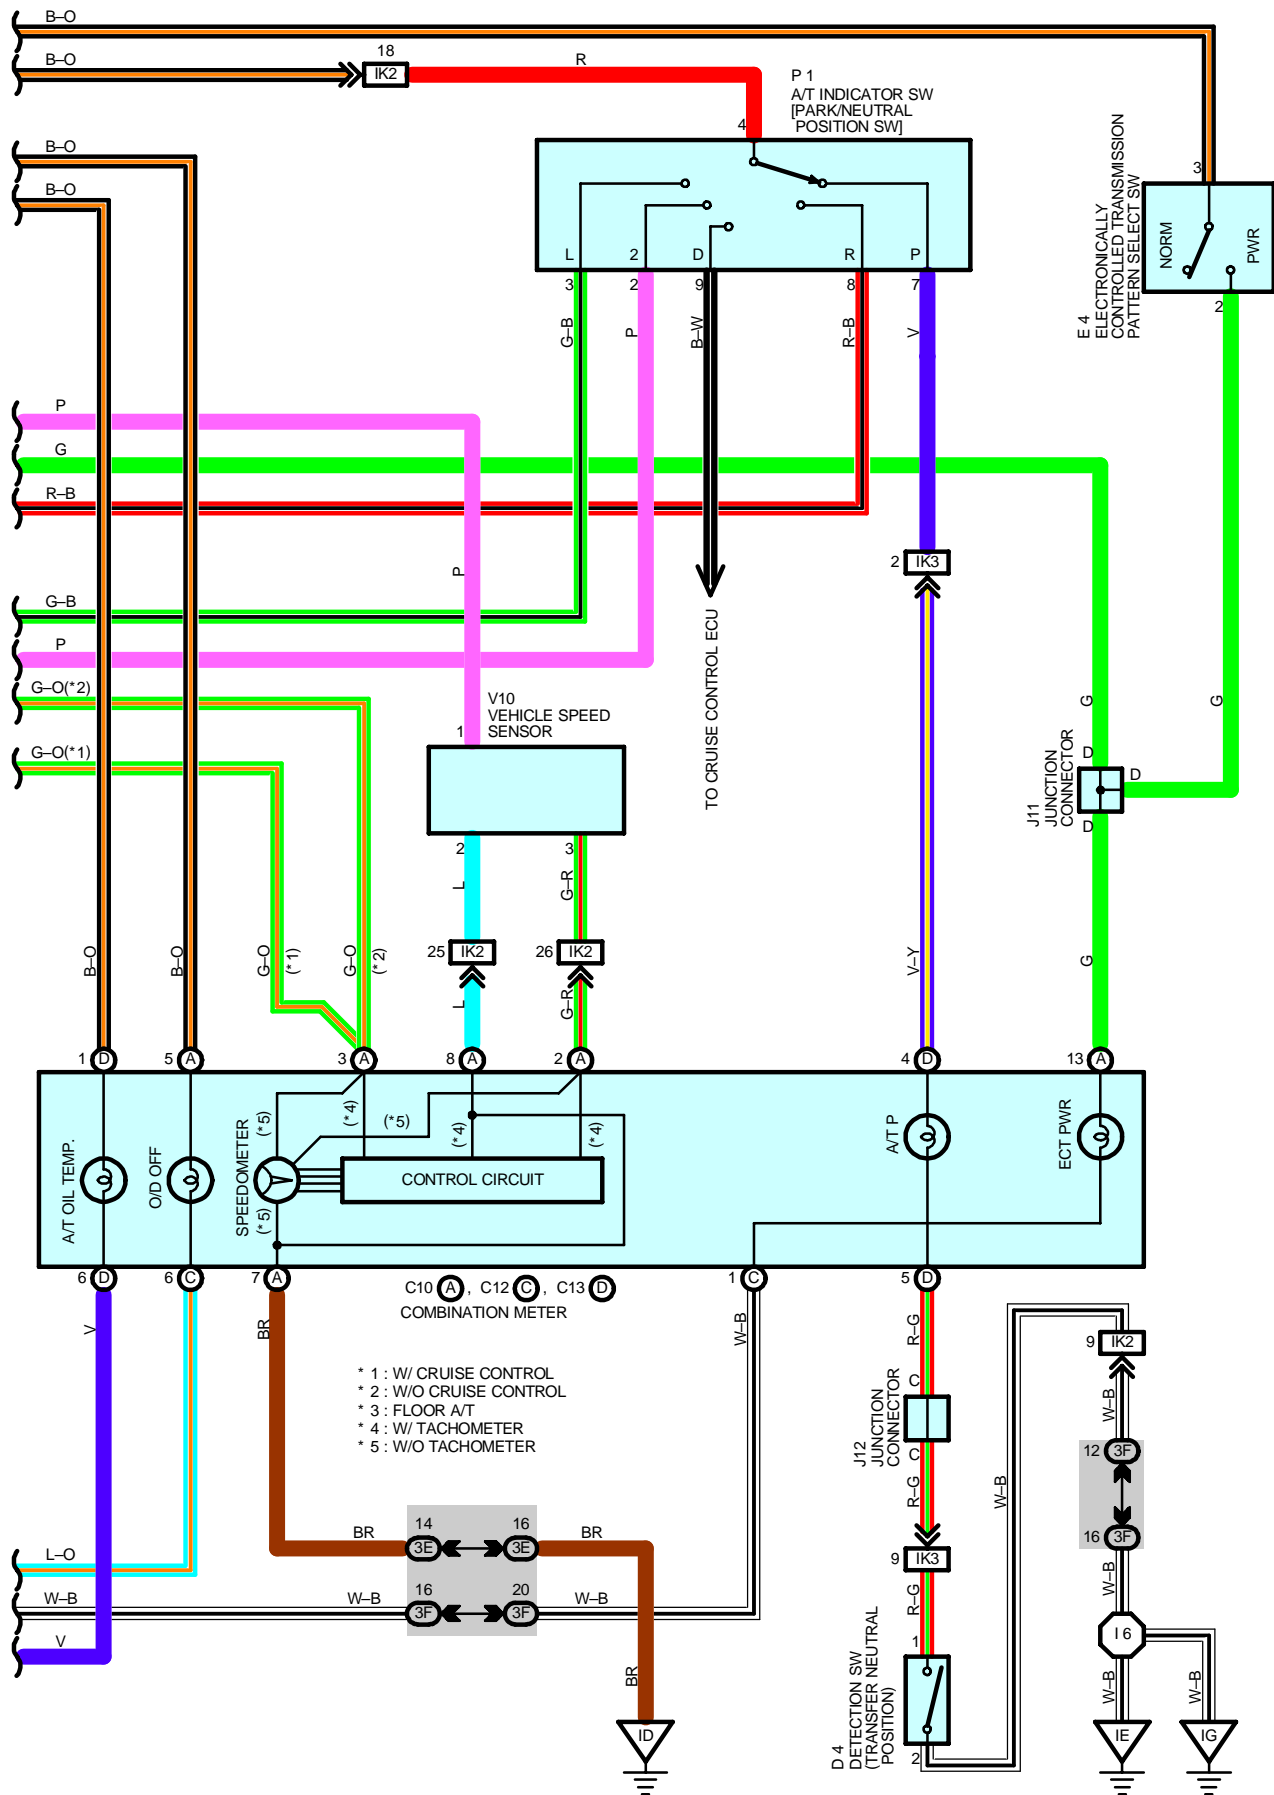 B–O
B–O
18
IK2
R
P 1
A/T INDICATOR SW
[PARK/NEUTRAL
POSITION SW]
4
B–O
B–O
3
E 4
ELECTRONICALLY
CONTROLLED TRANSMISSION
PATTERN SELECT SW
NORM
PWR
2
L
2
D
R
P
3
2
9
8
7
G–B
P
B–W
R–B
V
P
G
R–B
2
IK3
P
G–B
P
TO CRUISE CONTROL ECU
G–O(*2)
G–O(*1)
V10
VEHICLE SPEED
SENSOR
1
G
G
J11
JUNCTION
CONNECTOR
D
D
D
2
3
L
G–R
25
IK2
26
IK2
B–O
B–O
G–O
(*1)
G–O
(*2)
L
G–R
V–Y
G
1
D
5
A
3
A
8
A
2
A
4
D
13
A
A/T OIL TEMP.
O/D OFF
SPEEDOMETER
(*5)
(*4)
(*5)
(*4)
(*4)
(*5)
CONTROL CIRCUIT
A/T P
ECT PWR
6
D
6
C
7
A
C10 A , C12 C , C13 D
COMBINATION METER
1
C
5
D
V
BR
W–B
R–G
9
IK2
* 1 : W/ CRUISE CONTROL
* 2 : W/O CRUISE CONTROL
* 3 : FLOOR A/T
* 4 : W/ TACHOMETER
* 5 : W/O TACHOMETER
C
J12
JUNCTION
CONNECTOR
C
W–B
R–G
W–B
12
3F
16
3F
BR
14
3E
16
3E
BR
L–O
9
IK3
W–B
W–B
W–B
16
3F
20
3F
W–B
R–G
V
1
I 6
BR
D 4
DETECTION SW
(TRANSFER NEUTRAL
POSITION)
2
W–B
W–B
ID
IE
IG